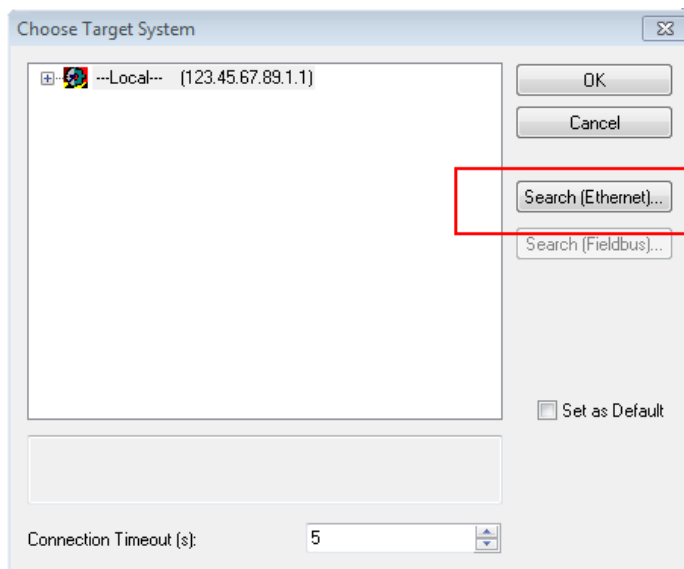 Choose Target System
---Local--- (123.45.67.89.1.1)
OK
Cancel
Search (Ethernet)...
Search (Fieldbus)...
Set as Default
Connection Timeout (s):
5